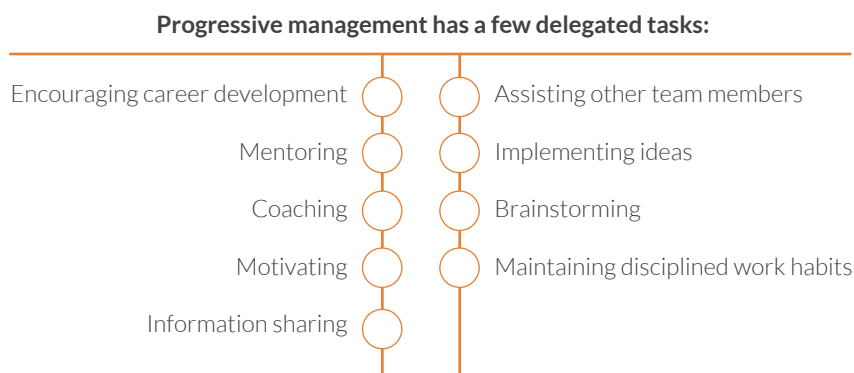 Progressive management has a few delegated tasks:
Encouraging career development
Mentoring
Coaching
Motivating
Information sharing
Assisting other team members
Implementing ideas
Brainstorming
Maintaining disciplined work habits